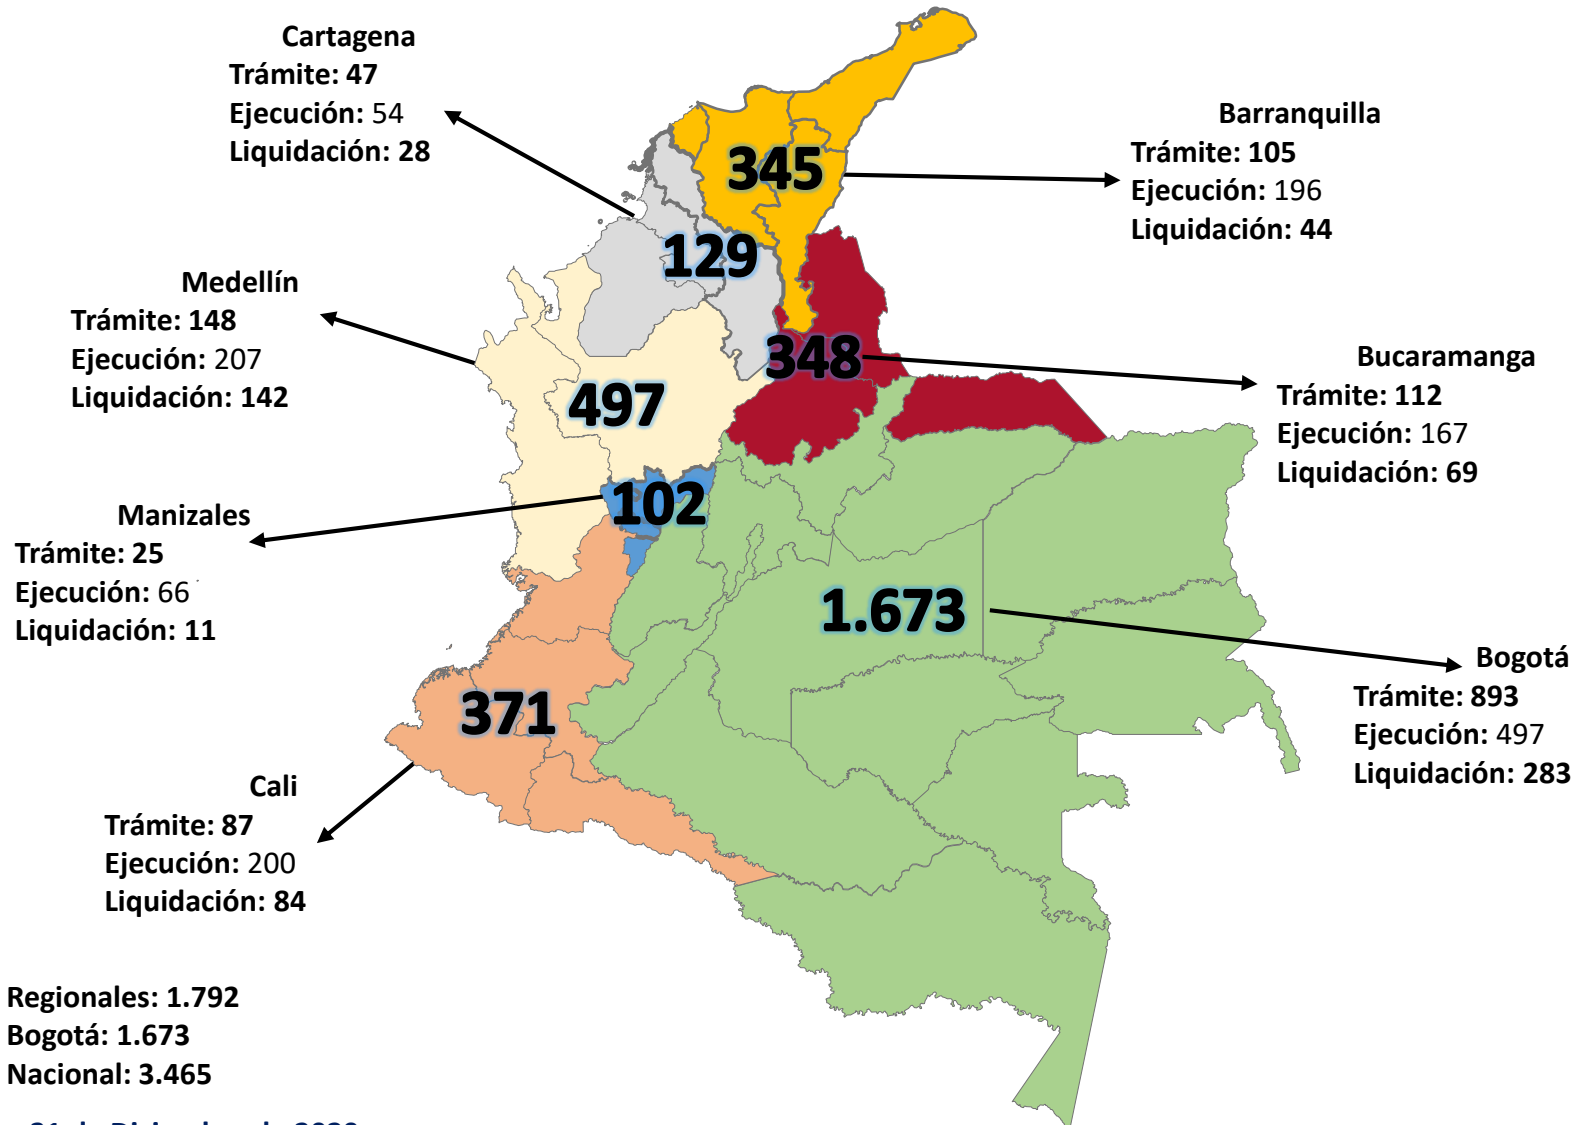 Cartagena
Trámite: 47
Ejecución: 54
Liquidación: 28
Barranquilla
Trámite: 105
Ejecución: 196
Liquidación: 44
345
129
Medellín
Trámite: 148
Ejecución: 207
Liquidación: 142
348
Bucaramanga
Trámite: 112
Ejecución: 167
Liquidación: 69
497
102
Manizales
Trámite: 25
Ejecución: 66
Liquidación: 11
1.673
Bogotá
Trámite: 893
Ejecución: 497
Liquidación: 283
371
Cali
Trámite: 87
Ejecución: 200
Liquidación: 84
Regionales: 1.792
Bogotá: 1.673
Nacional: 3.465